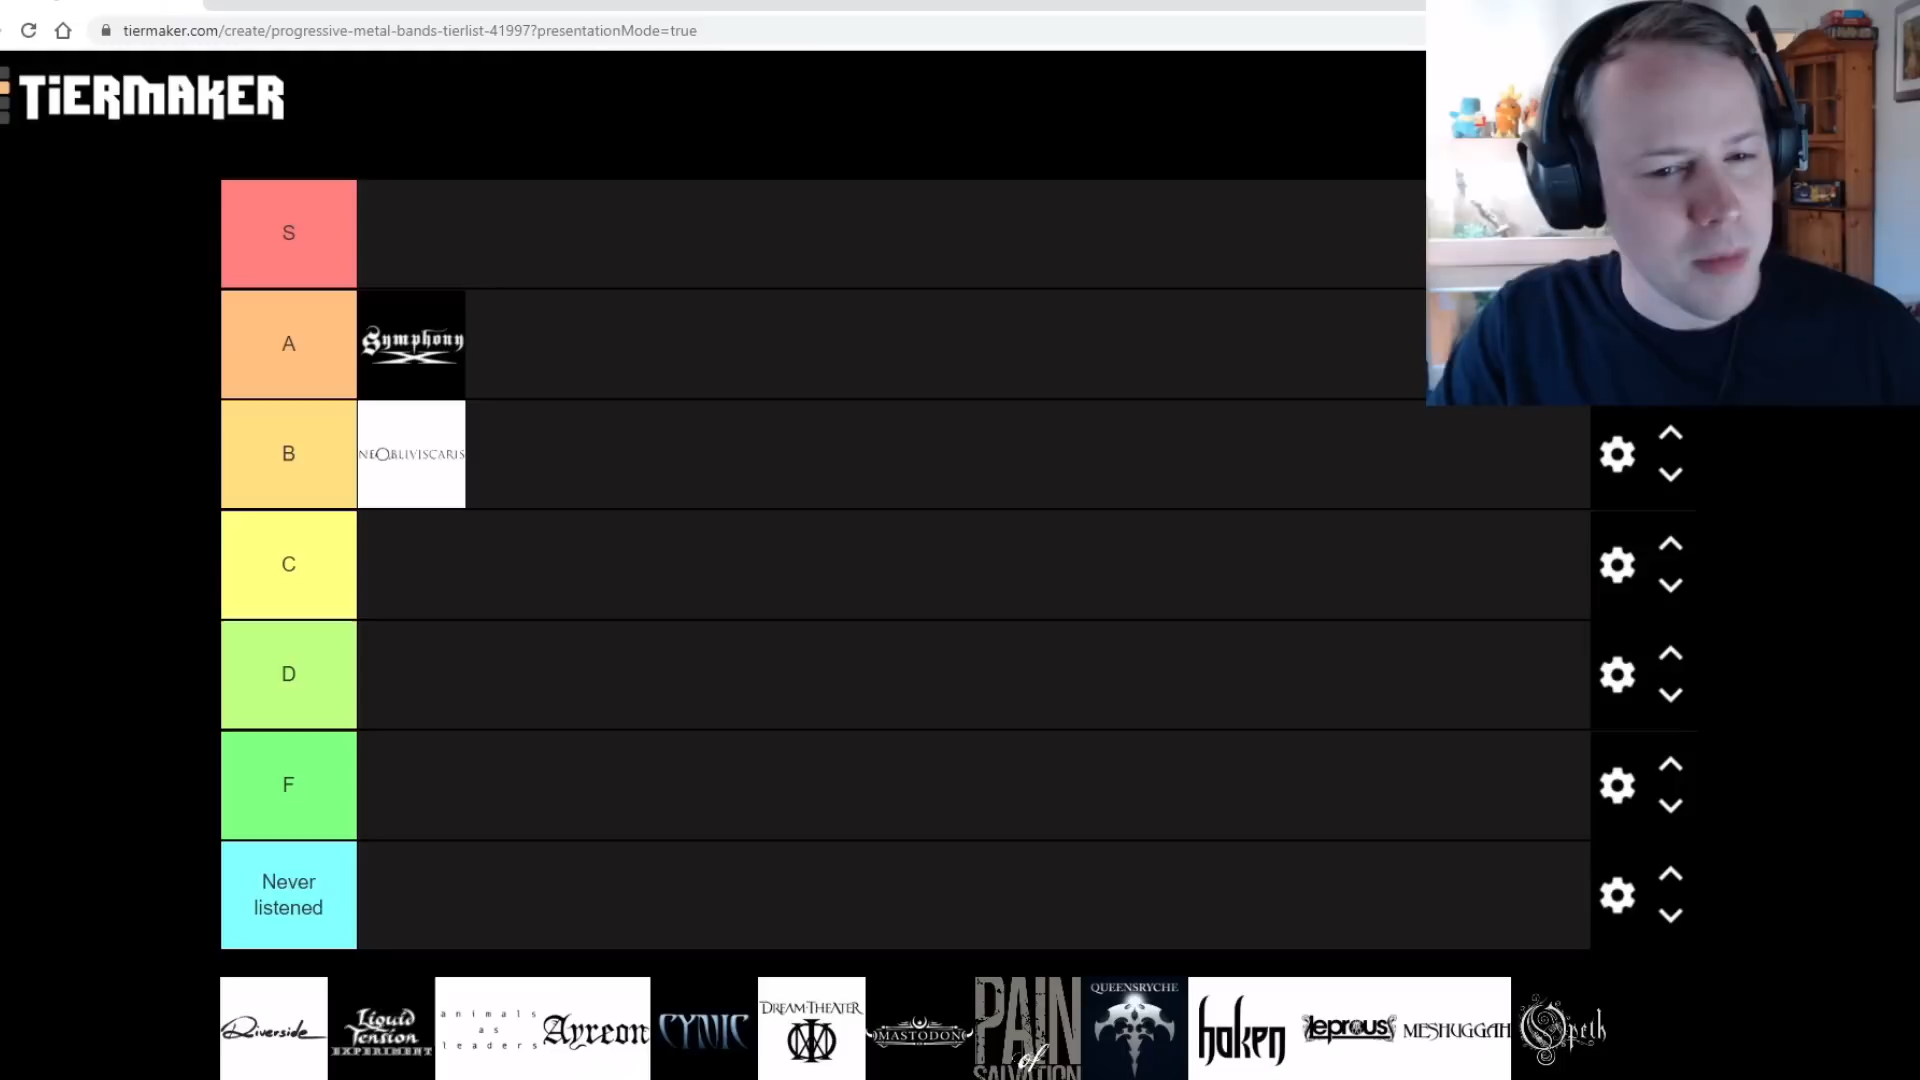 tiermaker.com/create/progressive-metal-bands-tierlist-41997?presentationMode=true
TiERMAKER
S
A
Symphony X
B
NE OBLIVISCARIS
C
D
F
Never
listened
Riverside
Liquid
Tension
EXPERIMENT
animals
as
leaders
Ayreon
CYNIC
DREAM THEATER
MASTODON
PAIN
of
SALVATION
QUEENSRYCHE
haken
leprous
MESHUGGAH
Opeth